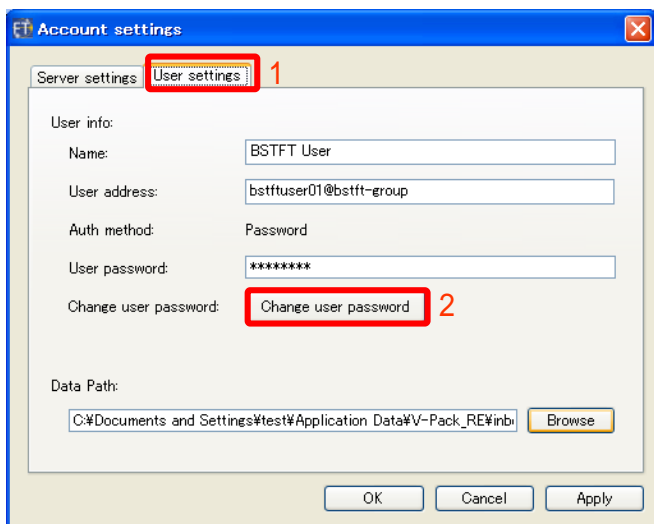 FT Account settings
Server settings User settings 1
User info:
Name: BSTFT User
User address: bstftuser01@bstft-group
Auth method: Password
User password: ********
Change user password: Change user password 2
Data Path:
C:¥Documents and Settings¥test¥Application Data¥V-Pack_RE¥inb Browse
OK Cancel Apply